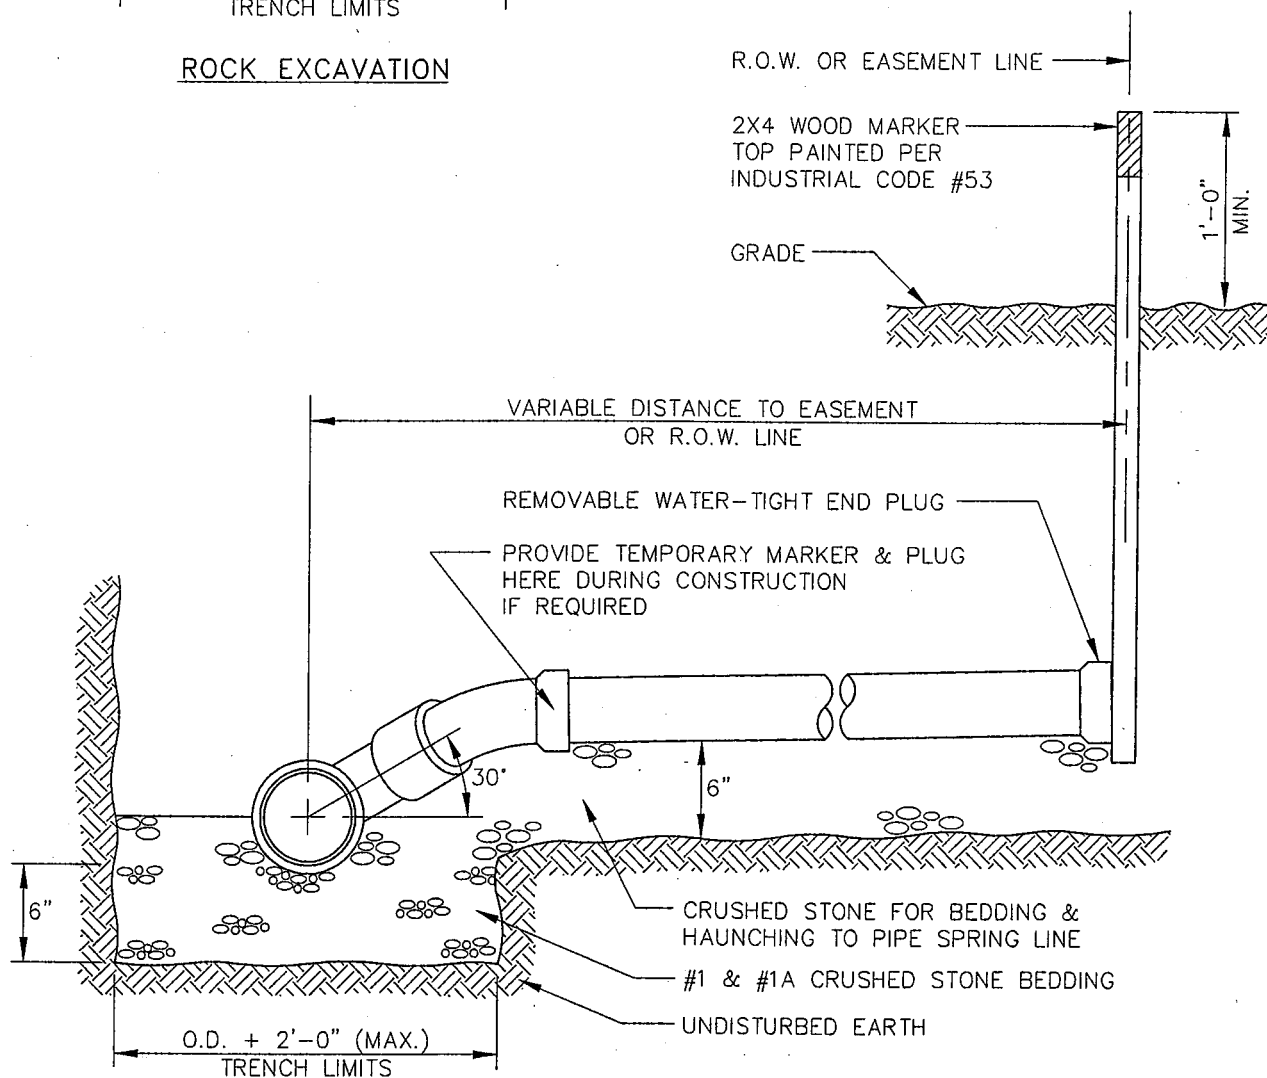 TRENCH LIMITS
ROCK EXCAVATION
R.O.W. OR EASEMENT LINE
2X4 WOOD MARKER
TOP PAINTED PER
INDUSTRIAL CODE #53
1'-0"
MIN.
GRADE
VARIABLE DISTANCE TO EASEMENT
OR R.O.W. LINE
REMOVABLE WATER-TIGHT END PLUG
PROVIDE TEMPORARY MARKER & PLUG
HERE DURING CONSTRUCTION
IF REQUIRED
30°
6"
6"
CRUSHED STONE FOR BEDDING &
HAUNCHING TO PIPE SPRING LINE
#1 & #1A CRUSHED STONE BEDDING
UNDISTURBED EARTH
O.D. + 2'-0" (MAX.)
TRENCH LIMITS